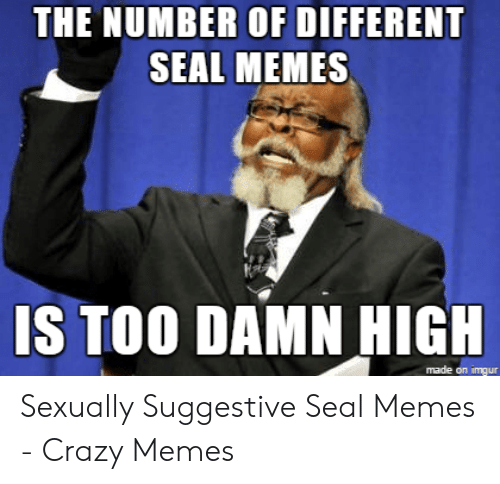 THE NUMBER OF DIFFERENT
SEAL MEMES
IS TOO DAMN HIGH
made on imgur
Sexually Suggestive Seal Memes
- Crazy Memes